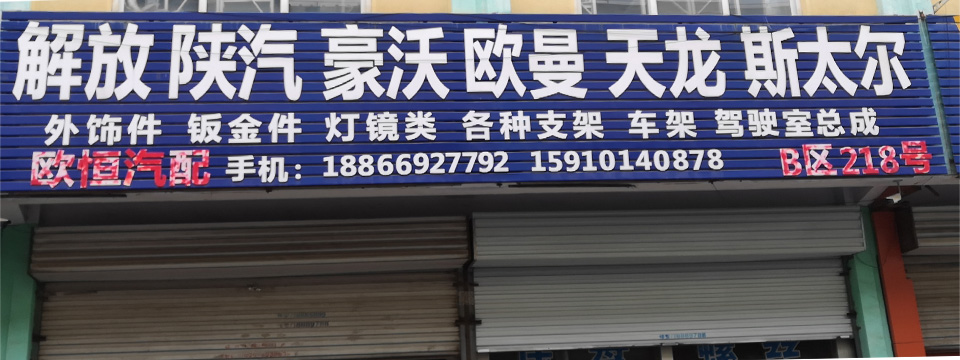 解放 陕汽 豪沃 欧曼 天龙 斯太尔
外饰件 钣金件 灯镜类 各种支架 车架 驾驶室总成
欧恒汽配 手机：18866927792 15910140878 B区218号